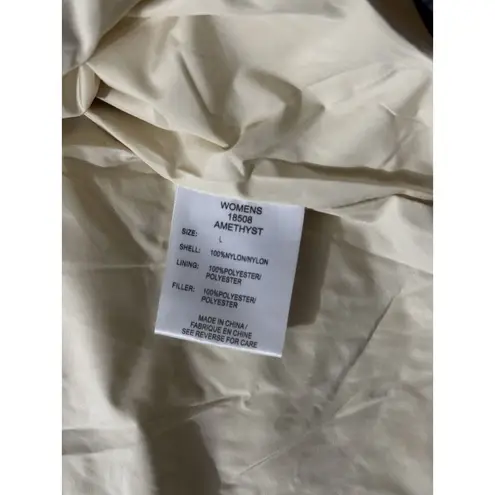 WOMENS
18508
AMETHYST
SIZE: L
SHELL: 100%NYLON/NYLON
LINING: 100%POLYESTER/
POLYESTER
FILLER: 100%POLYESTER/
POLYESTER
MADE IN CHINA/
FABRIQUE EN CHINE
SEE REVERSE FOR CARE